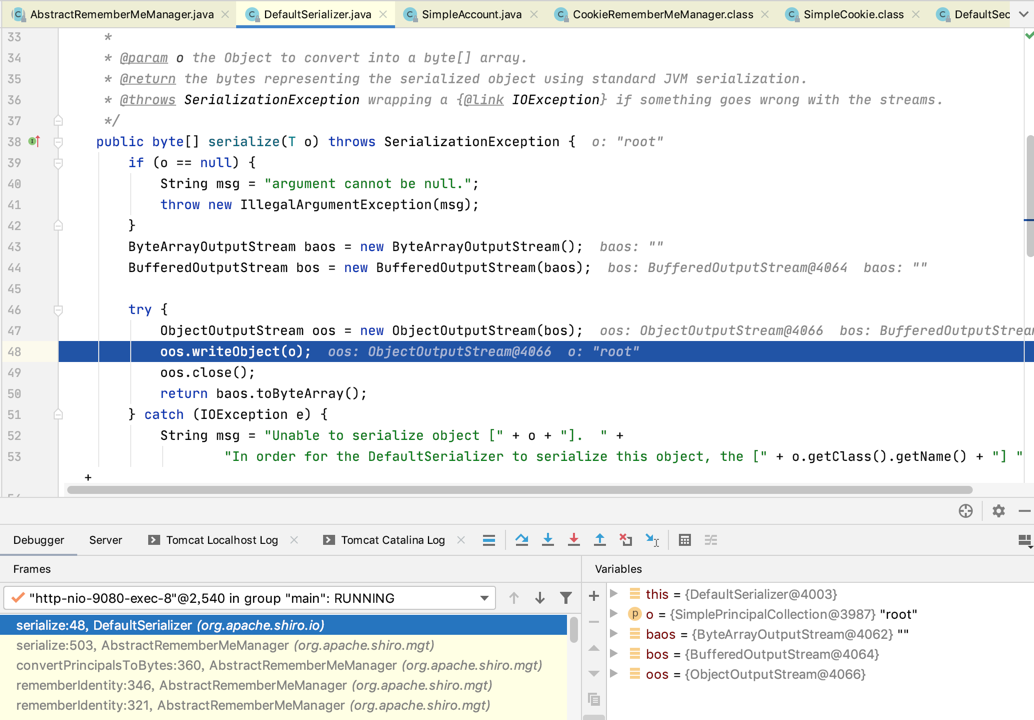 AbstractRememberMeManager.java × DefaultSerializer.java × SimpleAccount.java × CookieRememberMeManager.class × SimpleCookie.class × DefaultSec
33 *
34 * @param o the Object to convert into a byte[] array.
35 * @return the bytes representing the serialized object using standard JVM serialization.
36 * @throws SerializationException wrapping a {@link IOException} if something goes wrong with the streams.
37 */
38 public byte[] serialize(T o) throws SerializationException { o: "root"
39 if (o == null) {
40 String msg = "argument cannot be null.";
41 throw new IllegalArgumentException(msg);
42 }
43 ByteArrayOutputStream baos = new ByteArrayOutputStream(); baos: ""
44 BufferedOutputStream bos = new BufferedOutputStream(baos); bos: BufferedOutputStream@4064 baos: ""
45
46 try {
47 ObjectOutputStream oos = new ObjectOutputStream(bos); oos: ObjectOutputStream@4066 bos: BufferedOutputStream
48 oos.writeObject(o); oos: ObjectOutputStream@4066 o: "root"
49 oos.close();
50 return baos.toByteArray();
51 } catch (IOException e) {
52 String msg = "Unable to serialize object [" + o + "]. " +
53 "In order for the DefaultSerializer to serialize this object, the [" + o.getClass().getName() + "] "
+
Debugger Server Tomcat Localhost Log × Tomcat Catalina Log ×
Frames
"http-nio-9080-exec-8"@2,540 in group "main": RUNNING
serialize:48, DefaultSerializer (org.apache.shiro.io)
serialize:503, AbstractRememberMeManager (org.apache.shiro.mgt)
convertPrincipalsToBytes:360, AbstractRememberMeManager (org.apache.shiro.mgt)
rememberIdentity:346, AbstractRememberMeManager (org.apache.shiro.mgt)
rememberIdentity:321, AbstractRememberMeManager (org.apache.shiro.mgt)
Variables
this = {DefaultSerializer@4003}
p o = {SimplePrincipalCollection@3987} "root"
baos = {ByteArrayOutputStream@4062} ""
bos = {BufferedOutputStream@4064}
oos = {ObjectOutputStream@4066}